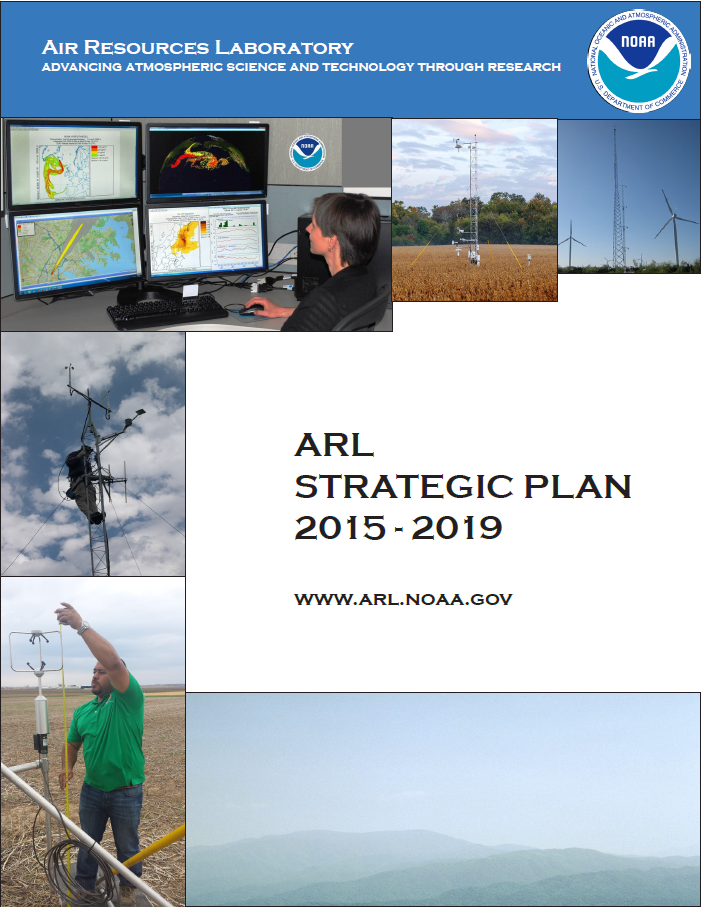 AIR RESOURCES LABORATORY
ADVANCING ATMOSPHERIC SCIENCE AND TECHNOLOGY THROUGH RESEARCH
NATIONAL OCEANIC AND ATMOSPHERIC ADMINISTRATION
NOAA
U.S. DEPARTMENT OF COMMERCE
NOAA
ARL
STRATEGIC PLAN
2015 - 2019
WWW.ARL.NOAA.GOV